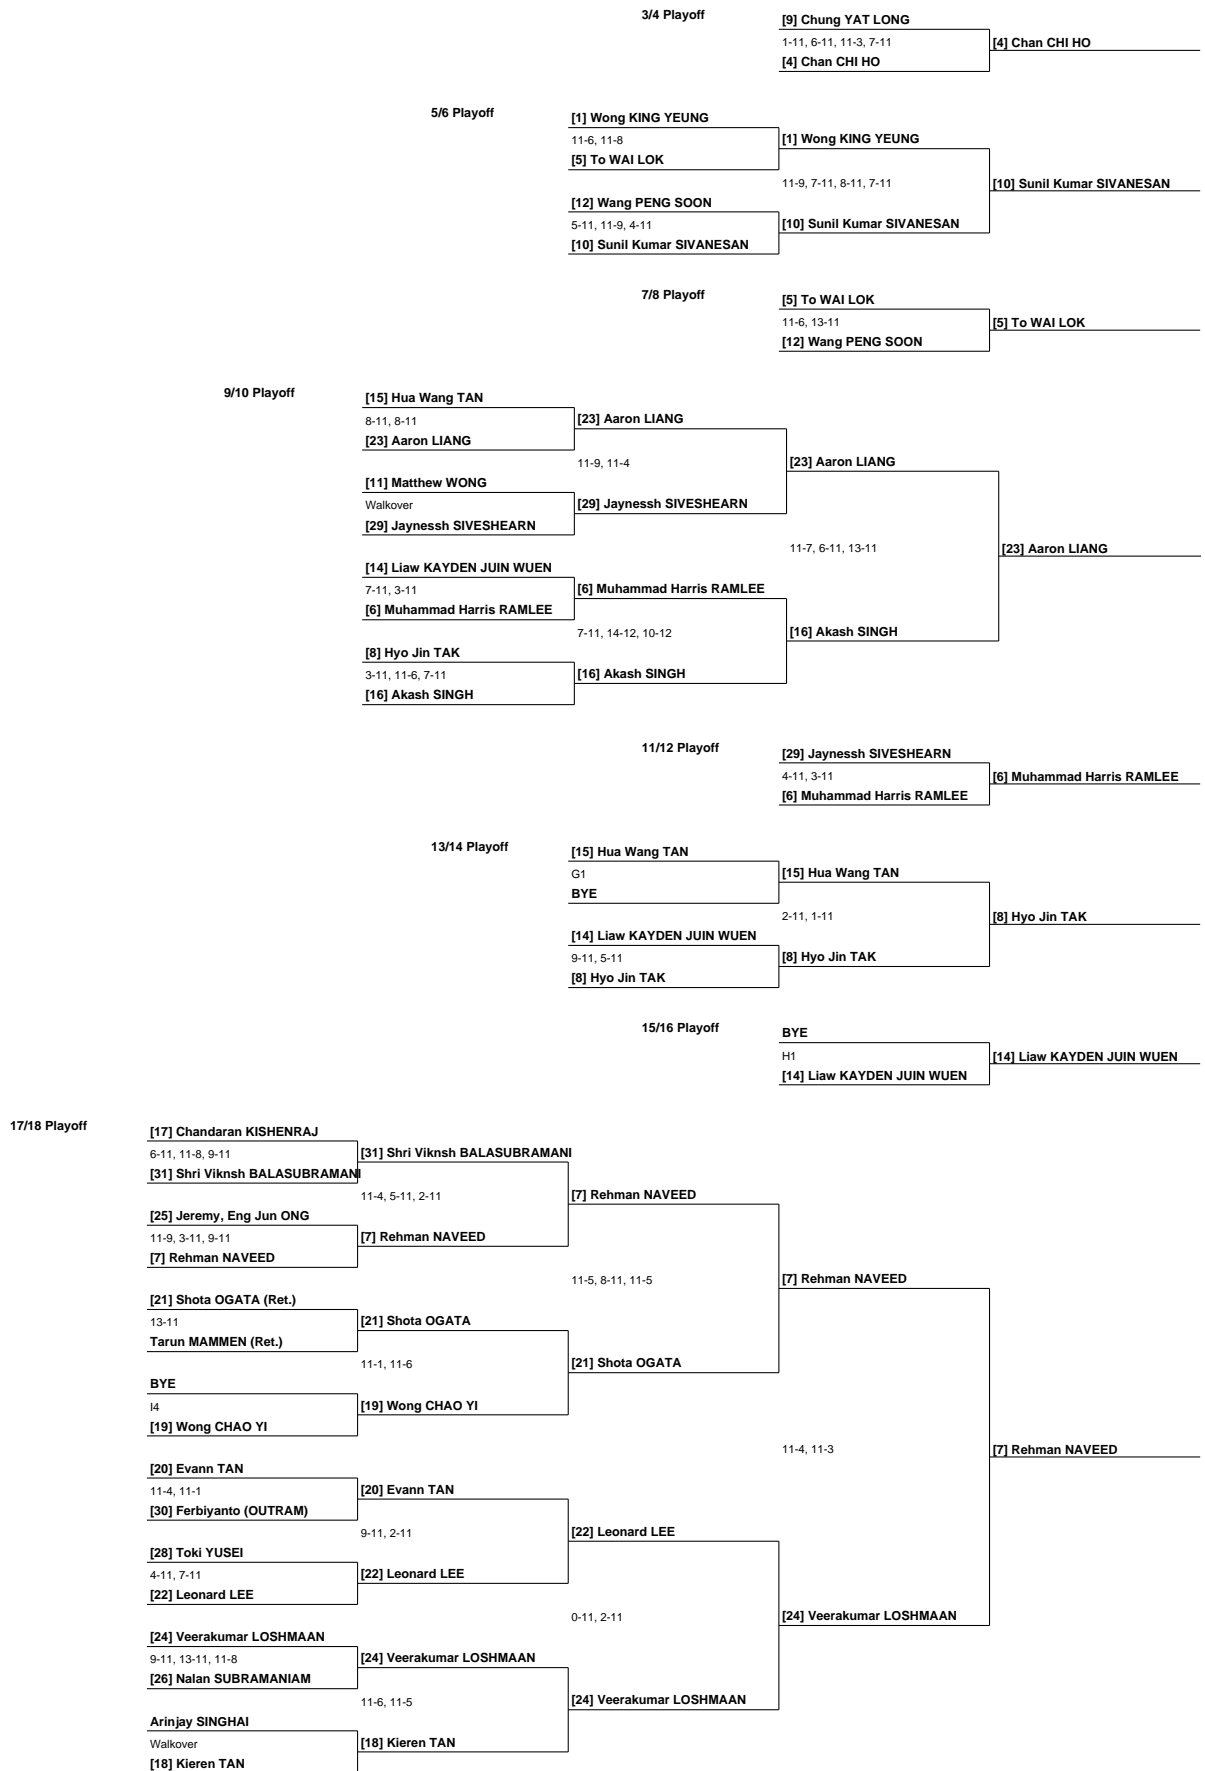 3/4 Playoff
[9] Chung YAT LONG
1-11, 6-11, 11-3, 7-11
[4] Chan CHI HO
[4] Chan CHI HO
5/6 Playoff
[1] Wong KING YEUNG
11-6, 11-8
[1] Wong KING YEUNG
[5] To WAI LOK
11-9, 7-11, 8-11, 7-11
[10] Sunil Kumar SIVANESAN
[12] Wang PENG SOON
5-11, 11-9, 4-11
[10] Sunil Kumar SIVANESAN
[10] Sunil Kumar SIVANESAN
7/8 Playoff
[5] To WAI LOK
11-6, 13-11
[5] To WAI LOK
[12] Wang PENG SOON
9/10 Playoff
[15] Hua Wang TAN
8-11, 8-11
[23] Aaron LIANG
[23] Aaron LIANG
11-9, 11-4
[23] Aaron LIANG
[11] Matthew WONG
Walkover
[29] Jaynessh SIVESHEARN
[29] Jaynessh SIVESHEARN
11-7, 6-11, 13-11
[23] Aaron LIANG
[14] Liaw KAYDEN JUIN WUEN
7-11, 3-11
[6] Muhammad Harris RAMLEE
[6] Muhammad Harris RAMLEE
7-11, 14-12, 10-12
[16] Akash SINGH
[8] Hyo Jin TAK
3-11, 11-6, 7-11
[16] Akash SINGH
[16] Akash SINGH
11/12 Playoff
[29] Jaynessh SIVESHEARN
4-11, 3-11
[6] Muhammad Harris RAMLEE
[6] Muhammad Harris RAMLEE
13/14 Playoff
[15] Hua Wang TAN
G1
[15] Hua Wang TAN
BYE
2-11, 1-11
[8] Hyo Jin TAK
[14] Liaw KAYDEN JUIN WUEN
9-11, 5-11
[8] Hyo Jin TAK
[8] Hyo Jin TAK
15/16 Playoff
BYE
H1
[14] Liaw KAYDEN JUIN WUEN
[14] Liaw KAYDEN JUIN WUEN
17/18 Playoff
[17] Chandaran KISHENRAJ
6-11, 11-8, 9-11
[31] Shri Viknsh BALASUBRAMANI
[31] Shri Viknsh BALASUBRAMANI
11-4, 5-11, 2-11
[7] Rehman NAVEED
[25] Jeremy, Eng Jun ONG
11-9, 3-11, 9-11
[7] Rehman NAVEED
[7] Rehman NAVEED
11-5, 8-11, 11-5
[7] Rehman NAVEED
[21] Shota OGATA (Ret.)
13-11
[21] Shota OGATA
Tarun MAMMEN (Ret.)
11-1, 11-6
[21] Shota OGATA
BYE
I4
[19] Wong CHAO YI
[19] Wong CHAO YI
11-4, 11-3
[7] Rehman NAVEED
[20] Evann TAN
11-4, 11-1
[20] Evann TAN
[30] Ferbiyanto (OUTRAM)
9-11, 2-11
[22] Leonard LEE
[28] Toki YUSEI
4-11, 7-11
[22] Leonard LEE
[22] Leonard LEE
0-11, 2-11
[24] Veerakumar LOSHMAAN
[24] Veerakumar LOSHMAAN
9-11, 13-11, 11-8
[24] Veerakumar LOSHMAAN
[26] Nalan SUBRAMANIAM
11-6, 11-5
[24] Veerakumar LOSHMAAN
Arinjay SINGHAI
Walkover
[18] Kieren TAN
[18] Kieren TAN